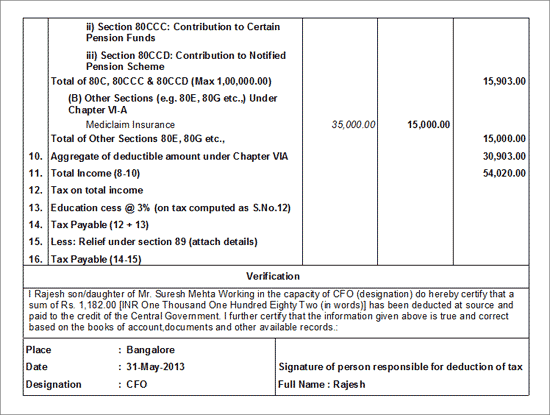 ii) Section 80CCC: Contribution to Certain
Pension Funds
iii) Section 80CCD: Contribution to Notified
Pension Scheme
Total of 80C, 80CCC & 80CCD (Max 1,00,000.00) 15,903.00
(B) Other Sections (e.g. 80E, 80G etc.,) Under
Chapter VI-A
Mediclaim Insurance 35,000.00 15,000.00
Total of Other Sections 80E, 80G etc., 15,000.00
10. Aggregate of deductible amount under Chapter VIA 30,903.00
11. Total Income (8-10) 54,020.00
12. Tax on total income
13. Education cess @ 3% (on tax computed as S.No.12)
14. Tax Payable (12 + 13)
15. Less: Relief under section 89 (attach details)
16. Tax Payable (14-15)
Verification
I Rajesh son/daughter of Mr. Suresh Mehta Working in the capacity of CFO (designation) do hereby certify that a
sum of Rs. 1,182.00 [INR One Thousand One Hundred Eighty Two (in words)] has been deducted at source and
paid to the credit of the Central Government. I further certify that the information given above is true and correct
based on the books of account,documents and other available records.:
Place : Bangalore
Date : 31-May-2013 Signature of person responsible for deduction of tax
Designation : CFO Full Name : Rajesh